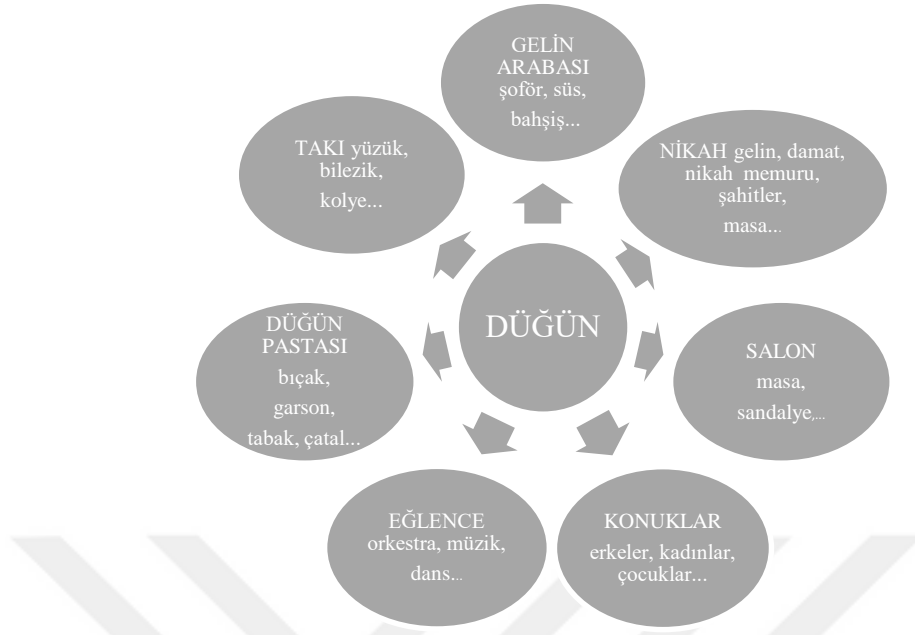 GELİN
ARABASI
şoför, süs,
bahşiş...
NİKAH gelin, damat,
nikah memuru,
şahitler,
masa...
SALON
masa,
sandalye,...
KONUKLAR
erkeler, kadınlar,
çocuklar...
EĞLENCE
orkestra, müzik,
dans...
DÜĞÜN
PASTASI
bıçak,
garson,
tabak, çatal...
TAKI yüzük,
bilezik,
kolye...
DÜĞÜN